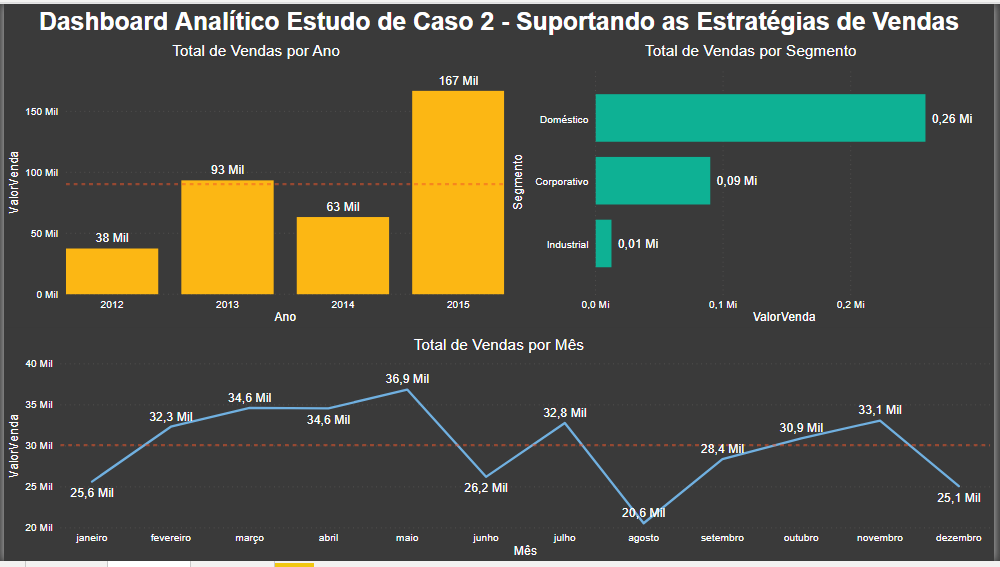 Dashboard Analítico Estudo de Caso 2 - Suportando as Estratégias de Vendas
Total de Vendas por Ano
ValorVenda
150 Mil
100 Mil
50 Mil
0 Mil
38 Mil
93 Mil
63 Mil
167 Mil
2012
2013
2014
2015
Ano
Total de Vendas por Segmento
Segmento
Doméstico
0,26 Mi
Corporativo
0,09 Mi
Industrial
0,01 Mi
0,0 Mi
0,1 Mi
0,2 Mi
ValorVenda
Total de Vendas por Mês
ValorVenda
40 Mil
35 Mil
30 Mil
25 Mil
20 Mil
25,6 Mil
32,3 Mil
34,6 Mil
34,6 Mil
36,9 Mil
26,2 Mil
32,8 Mil
20,6 Mil
28,4 Mil
30,9 Mil
33,1 Mil
25,1 Mil
janeiro
fevereiro
março
abril
maio
junho
julho
agosto
setembro
outubro
novembro
dezembro
Mês